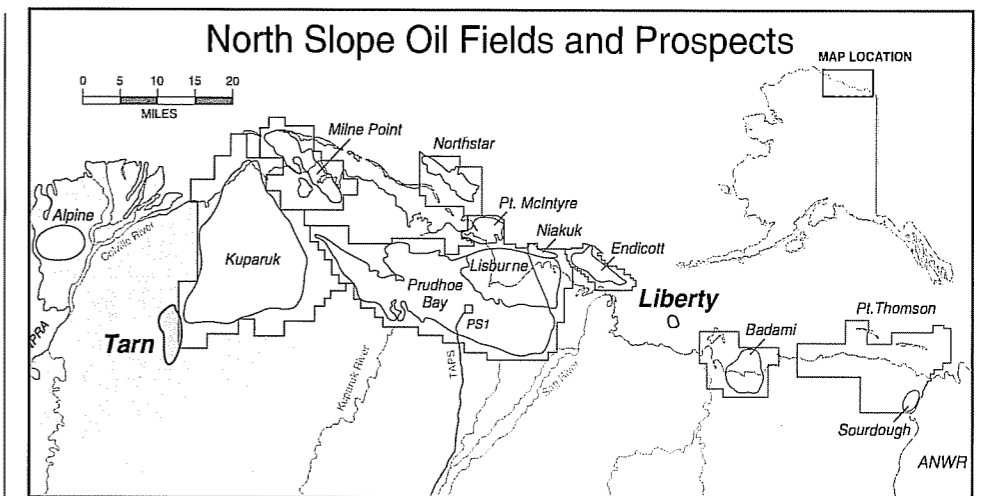 North Slope Oil Fields and Prospects
MAP LOCATION
0 5 10 15 20
MILES
Milne Point
Northstar
Alpine
Colville River
Pt. McIntyre
Niakuk
Endicott
Kuparuk
Lisburne
Prudhoe
Bay
Liberty
Pt. Thomson
PS1
Badami
Tarn
NPRA
Kuparuk River
TAPS
Sag River
Sourdough
ANWR